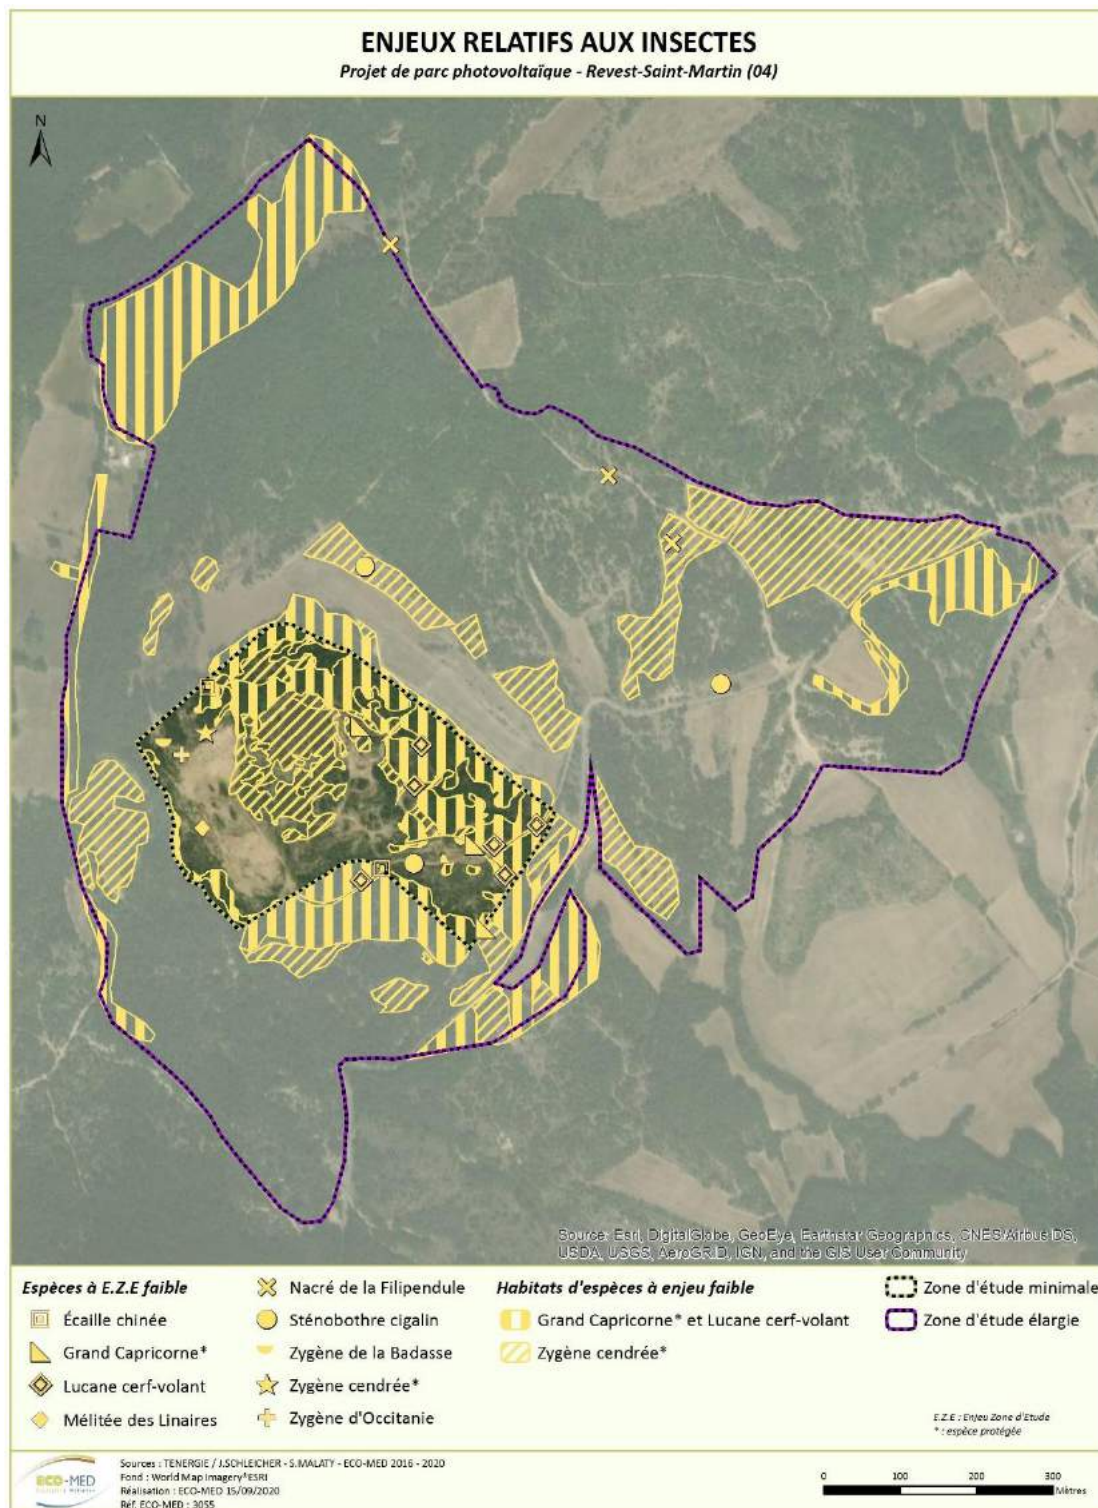 ENJEUX RELATIFS AUX INSECTES
Projet de parc photovoltaïque - Revest-Saint-Martin (04)
N
Source: Esri, DigitalGlobe, GeoEye, Earthstar Geographics, CNES/Airbus DS,
USDA, USGS, AeroGRID, IGN, and the GIS User Community
Espèces à E.Z.E faible
Écaille chinée
Grand Capricorne*
Lucane cerf-volant
Mélitée des Linaires
Nacré de la Filipendule
Sténobothre cigalin
Zygène de la Badasse
Zygène cendrée*
Zygène d'Occitanie
Habitats d'espèces à enjeu faible
Grand Capricorne* et Lucane cerf-volant
Zygène cendrée*
Zone d'étude minimale
Zone d'étude élargie
E.Z.E : Enjeu Zone d'Etude
* : espèce protégée
ECO-MED
Sources : TENERGIE / J.SCHLEICHER - S.MALATY - ECO-MED 2016 - 2020
Fond : World Map Imagery®ESRI
Réalisation : ECO-MED 15/09/2020
Réf. ECO-MED : 3055
0 100 200 300
Mètres